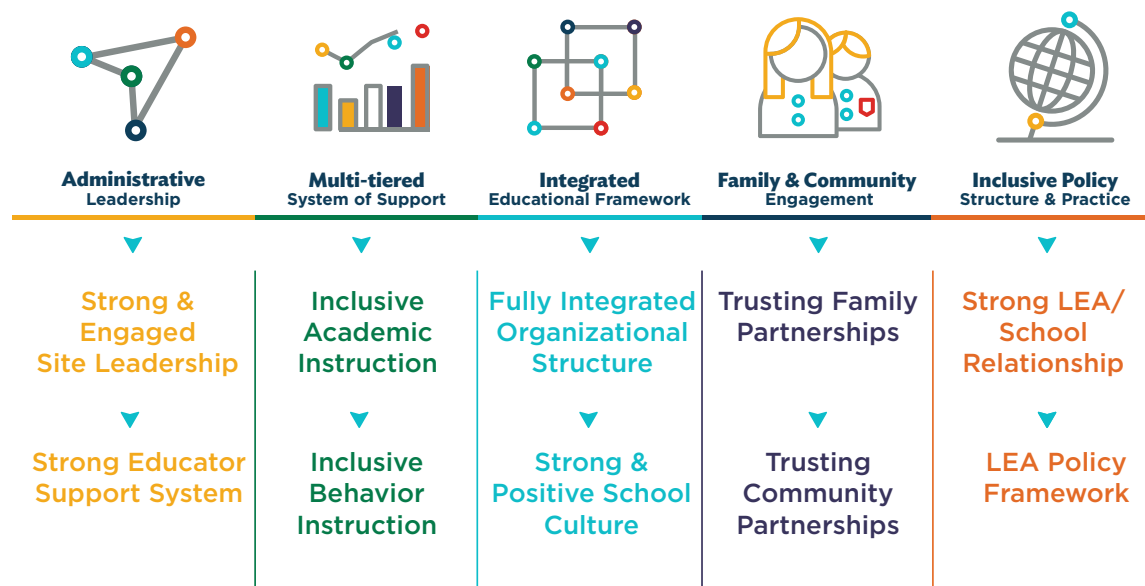 Administrative
Leadership
Multi-tiered
System of Support
Integrated
Educational Framework
Family & Community
Engagement
Inclusive Policy
Structure & Practice
Strong &
Engaged
Site Leadership
Inclusive
Academic
Instruction
Fully Integrated
Organizational
Structure
Trusting Family
Partnerships
Strong LEA/
School
Relationship
Strong Educator
Support System
Inclusive
Behavior
Instruction
Strong &
Positive School
Culture
Trusting
Community
Partnerships
LEA Policy
Framework